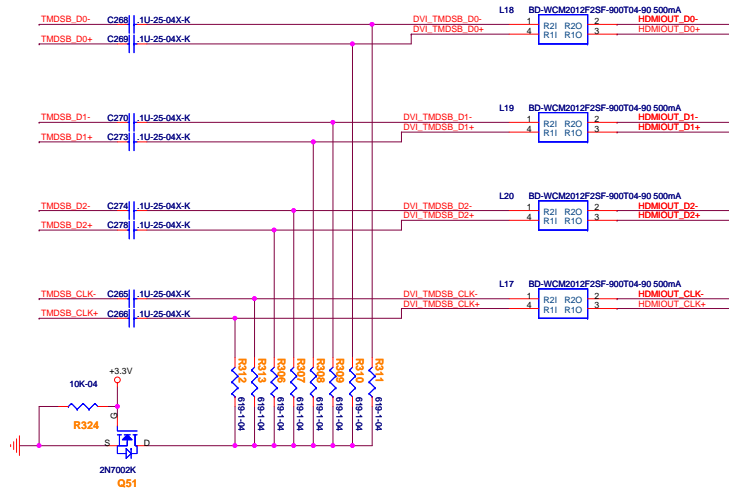 L18 BD-WCM2012F2SF-900T04-90 500mA
TMDSB_D0- C268 .1U-25-04X-K DVI_TMDSB_D0- 1 R2I R2O 2 HDMIOUT_D0-
TMDSB_D0+ C269 .1U-25-04X-K DVI_TMDSB_D0+ 4 R1I R1O 3 HDMIOUT_D0+
L19 BD-WCM2012F2SF-900T04-90 500mA
TMDSB_D1- C270 .1U-25-04X-K DVI_TMDSB_D1- 1 R2I R2O 2 HDMIOUT_D1-
TMDSB_D1+ C273 .1U-25-04X-K DVI_TMDSB_D1+ 4 R1I R1O 3 HDMIOUT_D1+
L20 BD-WCM2012F2SF-900T04-90 500mA
TMDSB_D2- C274 .1U-25-04X-K DVI_TMDSB_D2- 1 R2I R2O 2 HDMIOUT_D2-
TMDSB_D2+ C278 .1U-25-04X-K DVI_TMDSB_D2+ 4 R1I R1O 3 HDMIOUT_D2+
L17 BD-WCM2012F2SF-900T04-90 500mA
TMDSB_CLK- C265 .1U-25-04X-K DVI_TMDSB_CLK- 1 R2I R2O 2 HDMIOUT_CLK-
TMDSB_CLK+ C266 .1U-25-04X-K DVI_TMDSB_CLK+ 4 R1I R1O 3 HDMIOUT_CLK+
R312 R313 R306 R307 R308 R309 R310 R311
619-1-04 619-1-04 619-1-04 619-1-04 619-1-04 619-1-04 619-1-04 619-1-04
+3.3V
10K-04
R324
G
S D
2N7002K
Q51